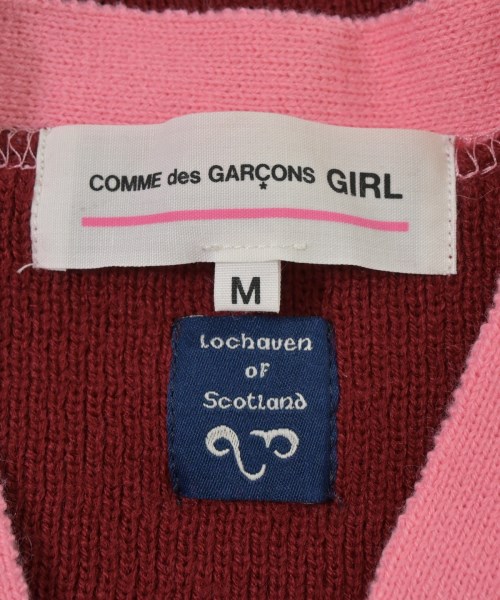 COMME des GARÇONS GIRL
M
Lochaven
of
Scotland